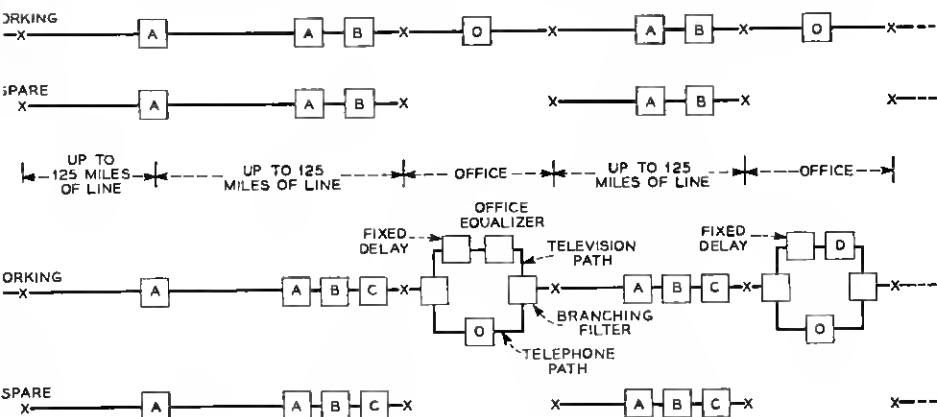 ORKING
X A A B X O X A B X O X
SPARE
X A A B X X A B X X
UP TO
125 MILES
OF LINE
UP TO 125
MILES OF LINE
OFFICE
UP TO 125
MILES OF LINE
OFFICE
OFFICE
EQUALIZER
FIXED
DELAY
TELEVISION
PATH
FIXED
DELAY
D
ORKING
X A A B C X X A B C X X
BRANCHING
FILTER
O
TELEPHONE
PATH
O
SPARE
X A A B C X X A B C X X